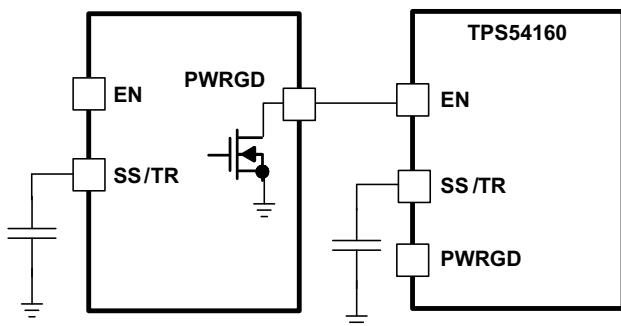 EN
PWRGD
SS/TR
TPS54160
EN
SS/TR
PWRGD